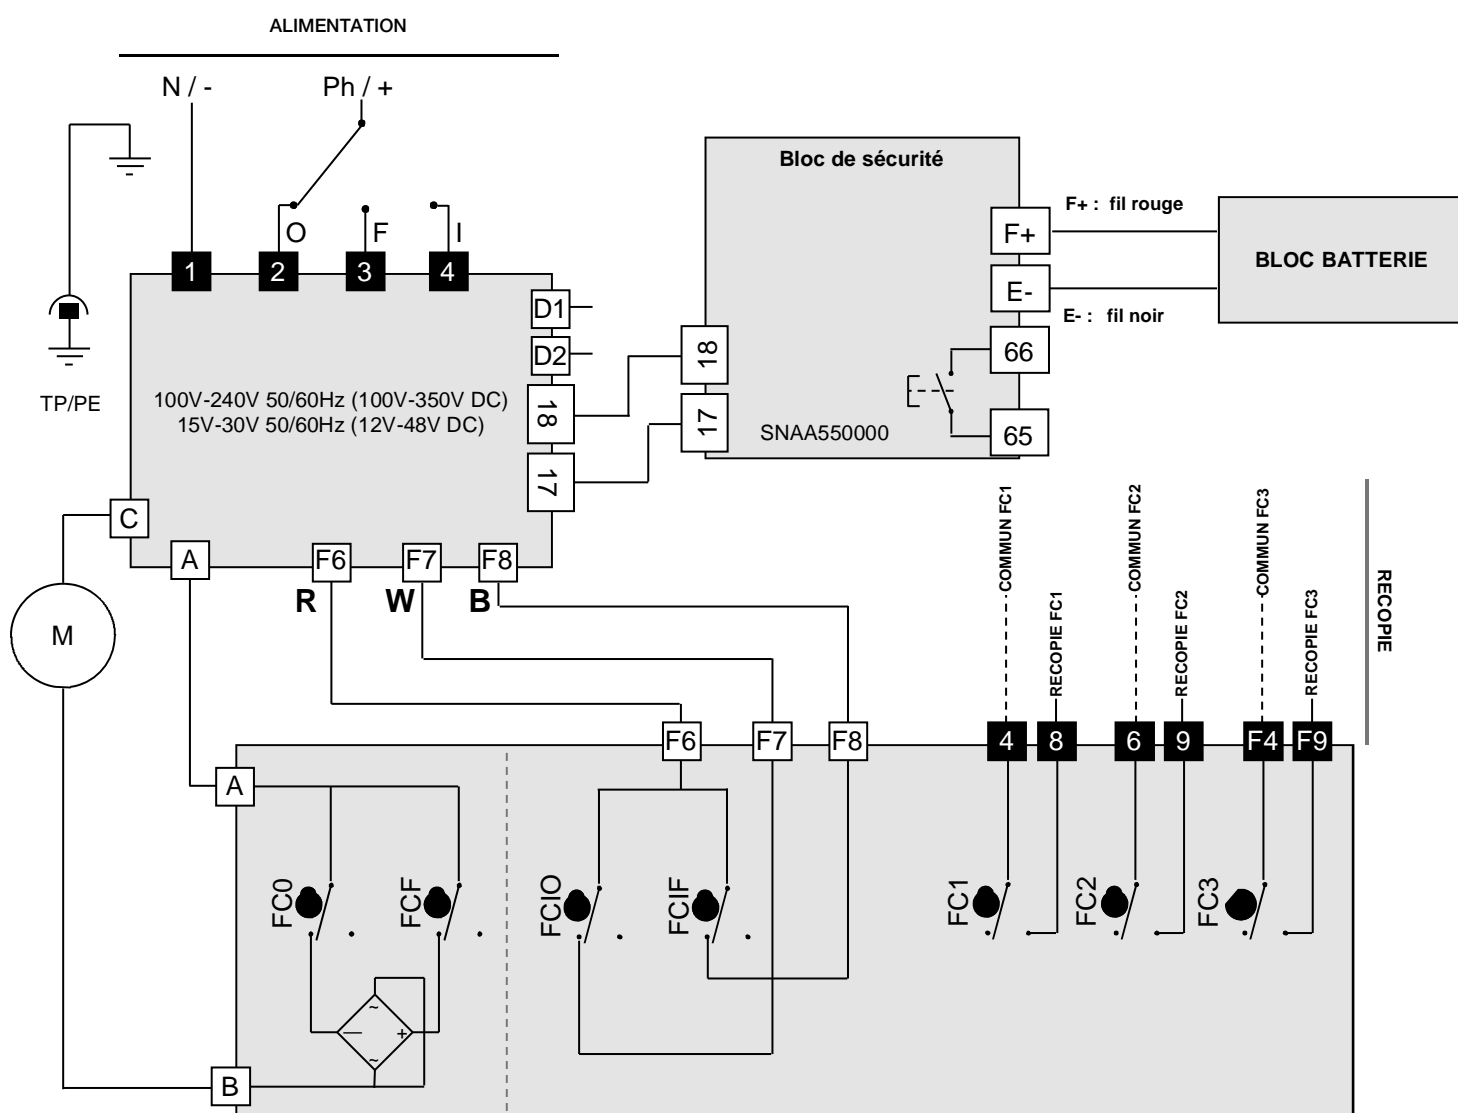 ALIMENTATION
N / -
Ph / +
O
F
I
1
2
3
4
TP/PE
100V-240V 50/60Hz (100V-350V DC)
15V-30V 50/60Hz (12V-48V DC)
D1
D2
18
17
C
A
F6
F7
F8
R
W
B
M
Bloc de sécurité
18
17
SNAA550000
F+
E-
66
65
F+ : fil rouge
E- : fil noir
BLOC BATTERIE
COMMUN FC1
RECOPIE FC1
COMMUN FC2
RECOPIE FC2
COMMUN FC3
RECOPIE FC3
RECOPIE
F6
F7
F8
4
8
6
9
F4
F9
A
FC0
FCF
FCIO
FCIF
FC1
FC2
FC3
~
—
+
~
B